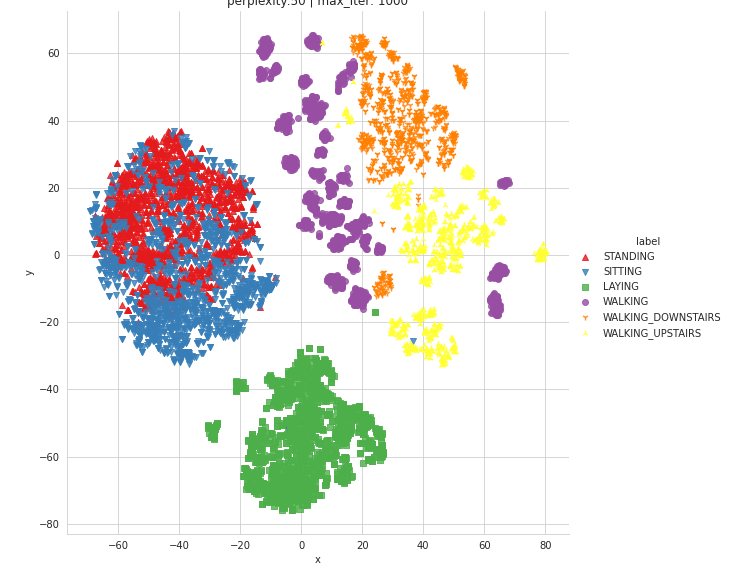 perplexity:50 | max_iter: 1000
60
40
20
0
−20
−40
−60
−80
y
−60
−40
−20
0
20
40
60
80
x
label
STANDING
SITTING
LAYING
WALKING
WALKING_DOWNSTAIRS
WALKING_UPSTAIRS